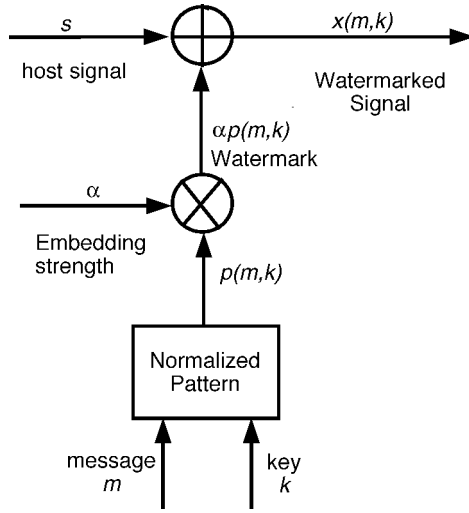 s
x(m,k)
host signal
Watermarked
Signal
αp(m,k)
Watermark
α
Embedding
strength
p(m,k)
Normalized
Pattern
message
m
key
k